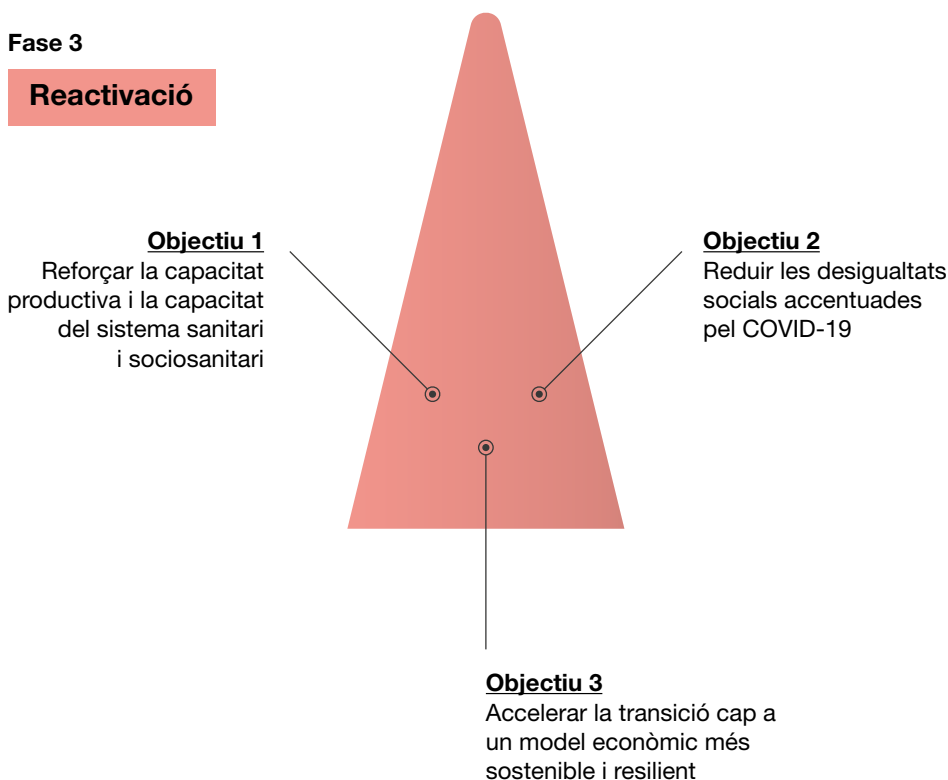 Fase 3
Reactivació
Objectiu 1
Reforçar la capacitat
productiva i la capacitat
del sistema sanitari
i sociosanitari
Objectiu 2
Reduir les desigualtats
socials accentuades
pel COVID-19
Objectiu 3
Accelerar la transició cap a
un model econòmic més
sostenible i resilient